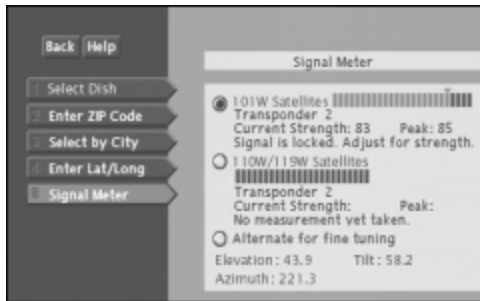 Back Help
Signal Meter
1 Select Dish
2 Enter ZIP Code
3 Select by City
4 Enter Lat/Long
5 Signal Meter
101W Satellites
Transponder 2
Current Strength: 83 Peak: 85
Signal is locked. Adjust for strength.
110W/119W Satellites
Transponder 2
Current Strength: Peak:
No measurement yet taken.
Alternate for fine tuning
Elevation: 43.9 Tilt: 58.2
Azimuth: 221.3